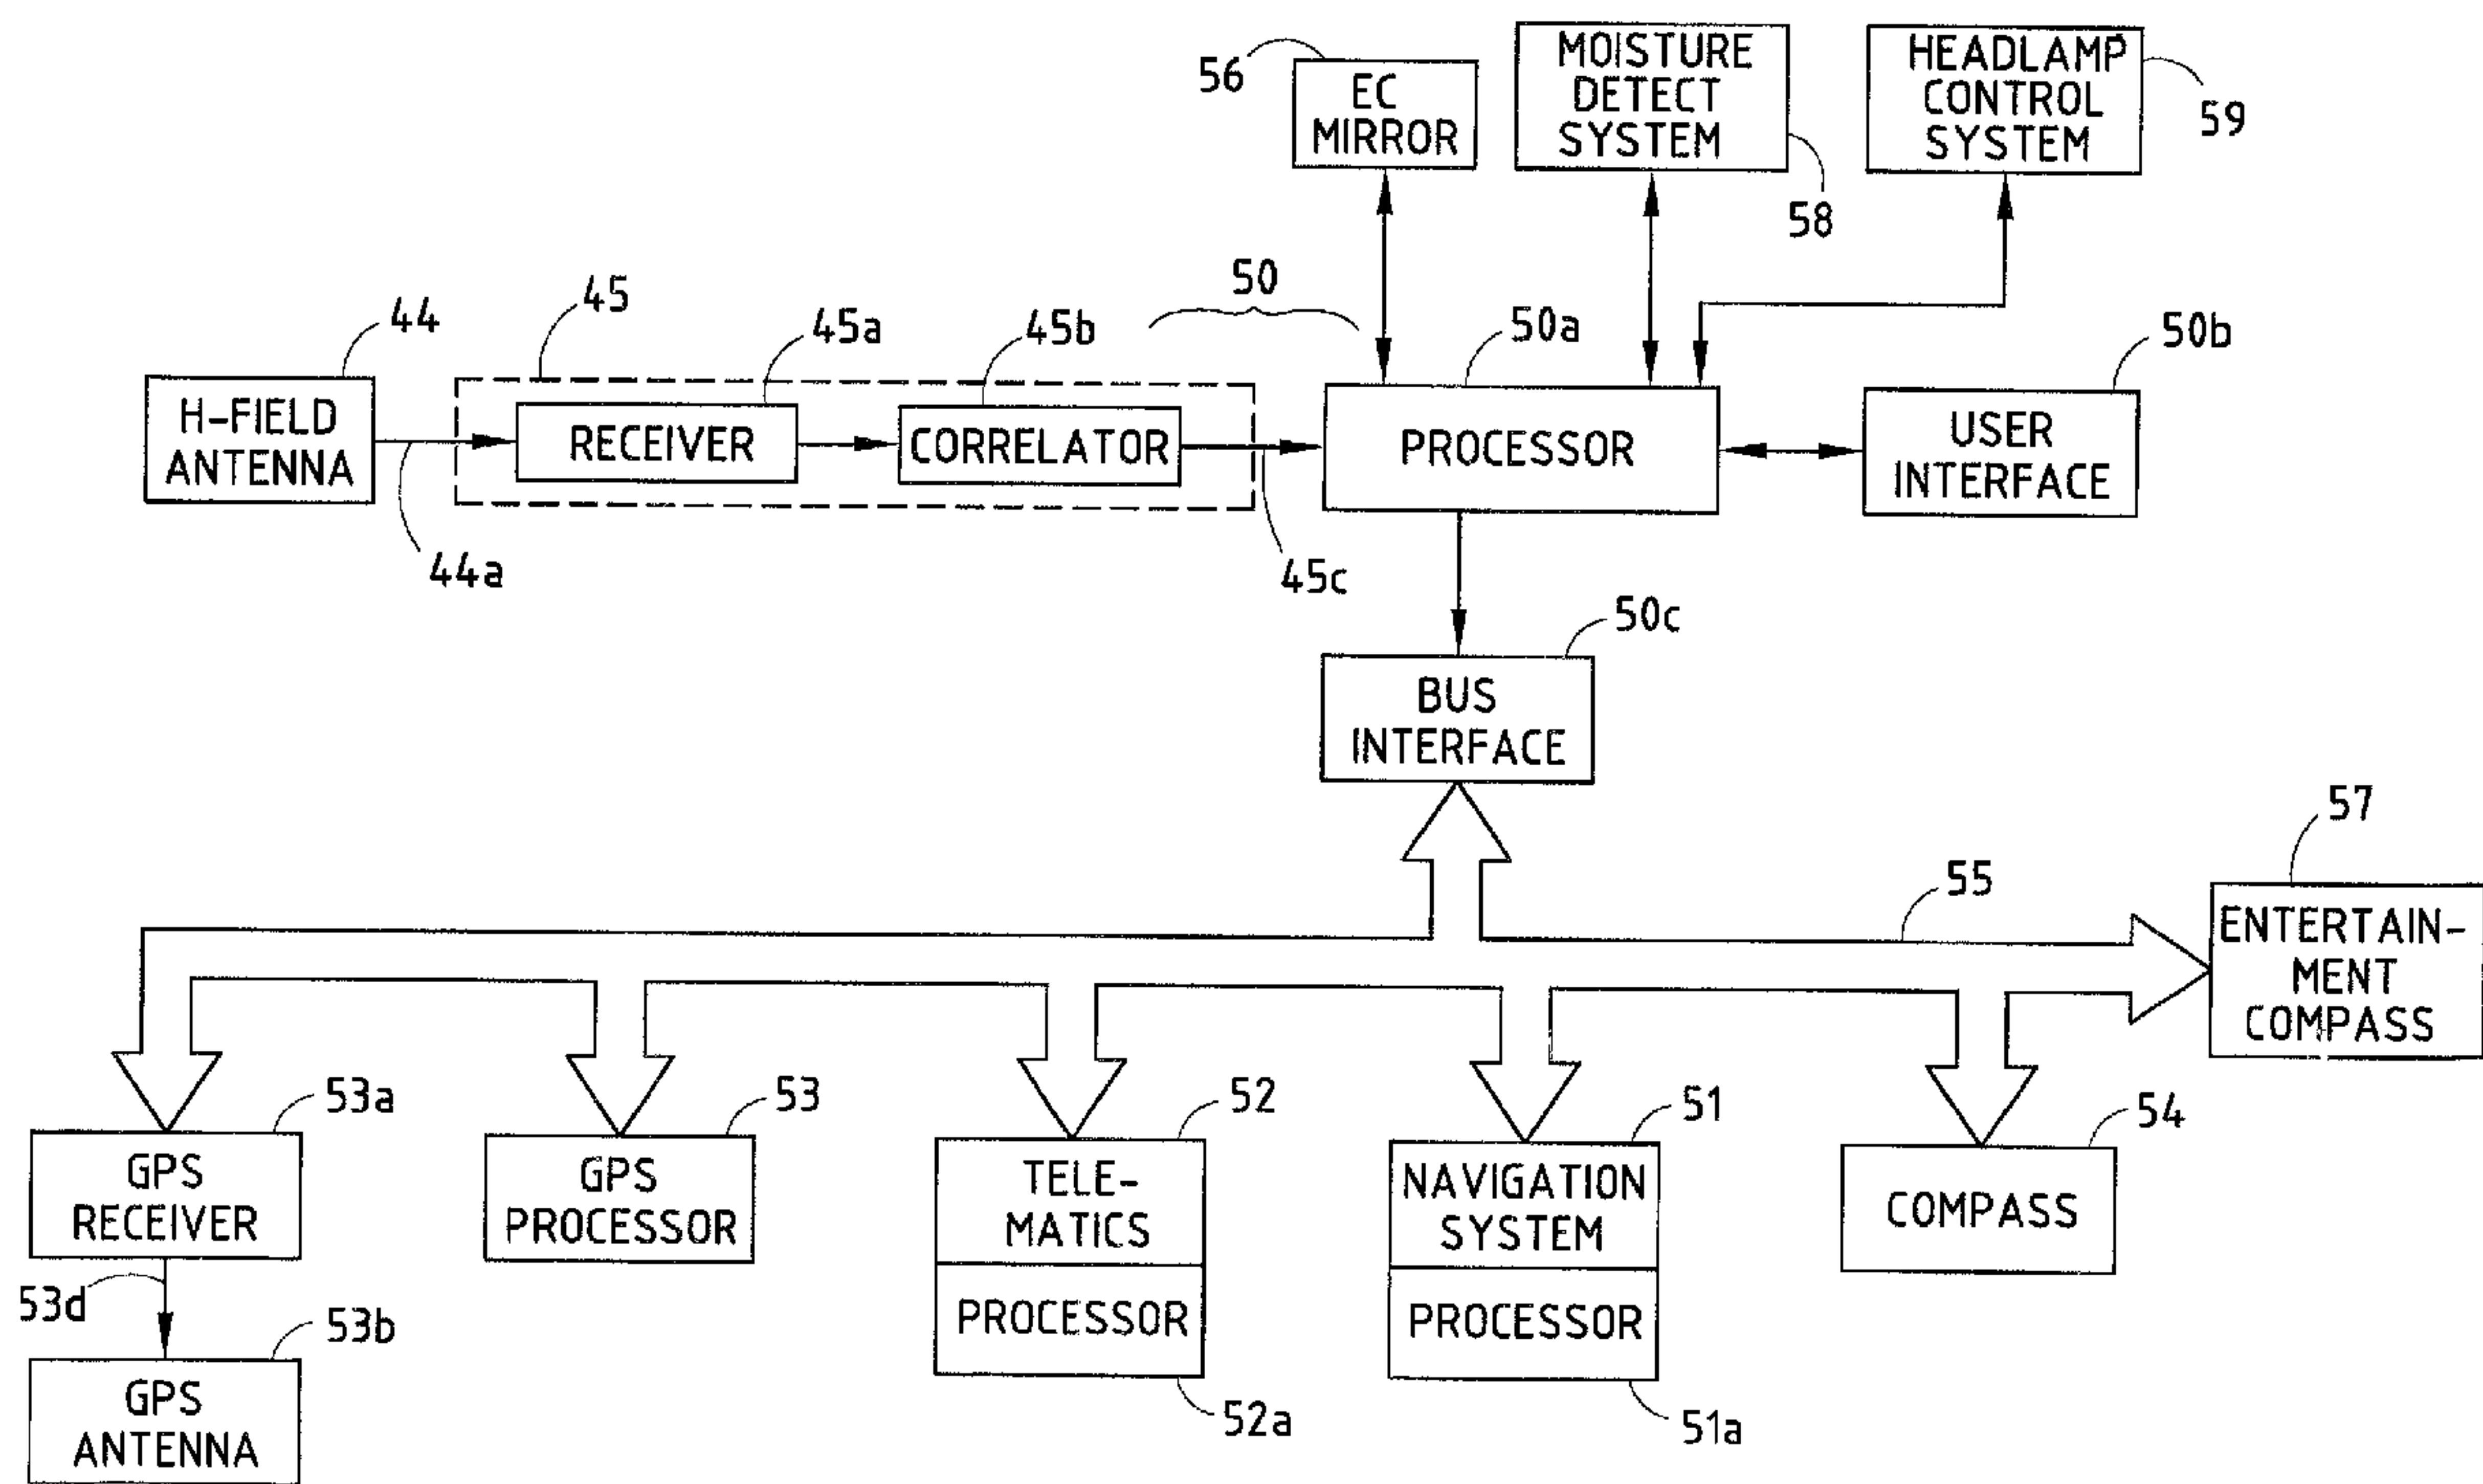 56
EC
MIRROR
MOISTURE
DETECT
SYSTEM
58
HEADLAMP
CONTROL
SYSTEM
59
44
H-FIELD
ANTENNA
44a
45
45a
RECEIVER
45b
CORRELATOR
45c
50
50a
PROCESSOR
50b
USER
INTERFACE
50c
BUS
INTERFACE
55
57
ENTERTAIN-
MENT
COMPASS
53a
GPS
RECEIVER
53d
53b
GPS
ANTENNA
53
GPS
PROCESSOR
52
TELE-
MATICS
PROCESSOR
52a
51
NAVIGATION
SYSTEM
PROCESSOR
51a
54
COMPASS